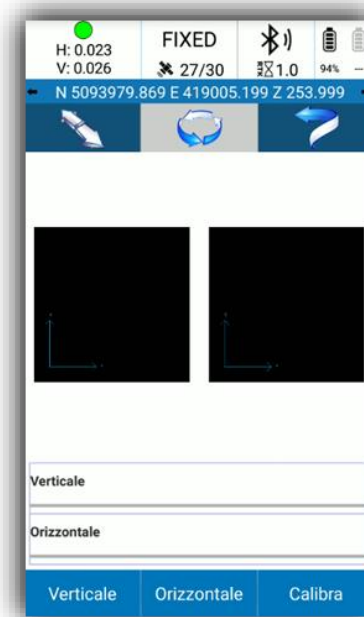 H: 0.023
V: 0.026
FIXED
27/30
1.0
94%
--
N 5093979.869 E 419005.199 Z 253.999
Verticale
Orizzontale
Verticale
Orizzontale
Calibra